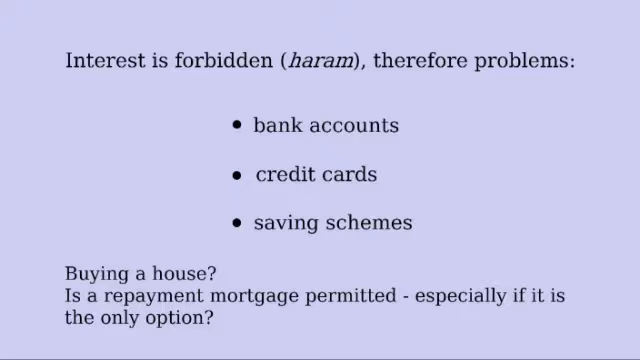 Interest is forbidden (haram), therefore problems:
• bank accounts
• credit cards
• saving schemes
Buying a house?
Is a repayment mortgage permitted - especially if it is
the only option?